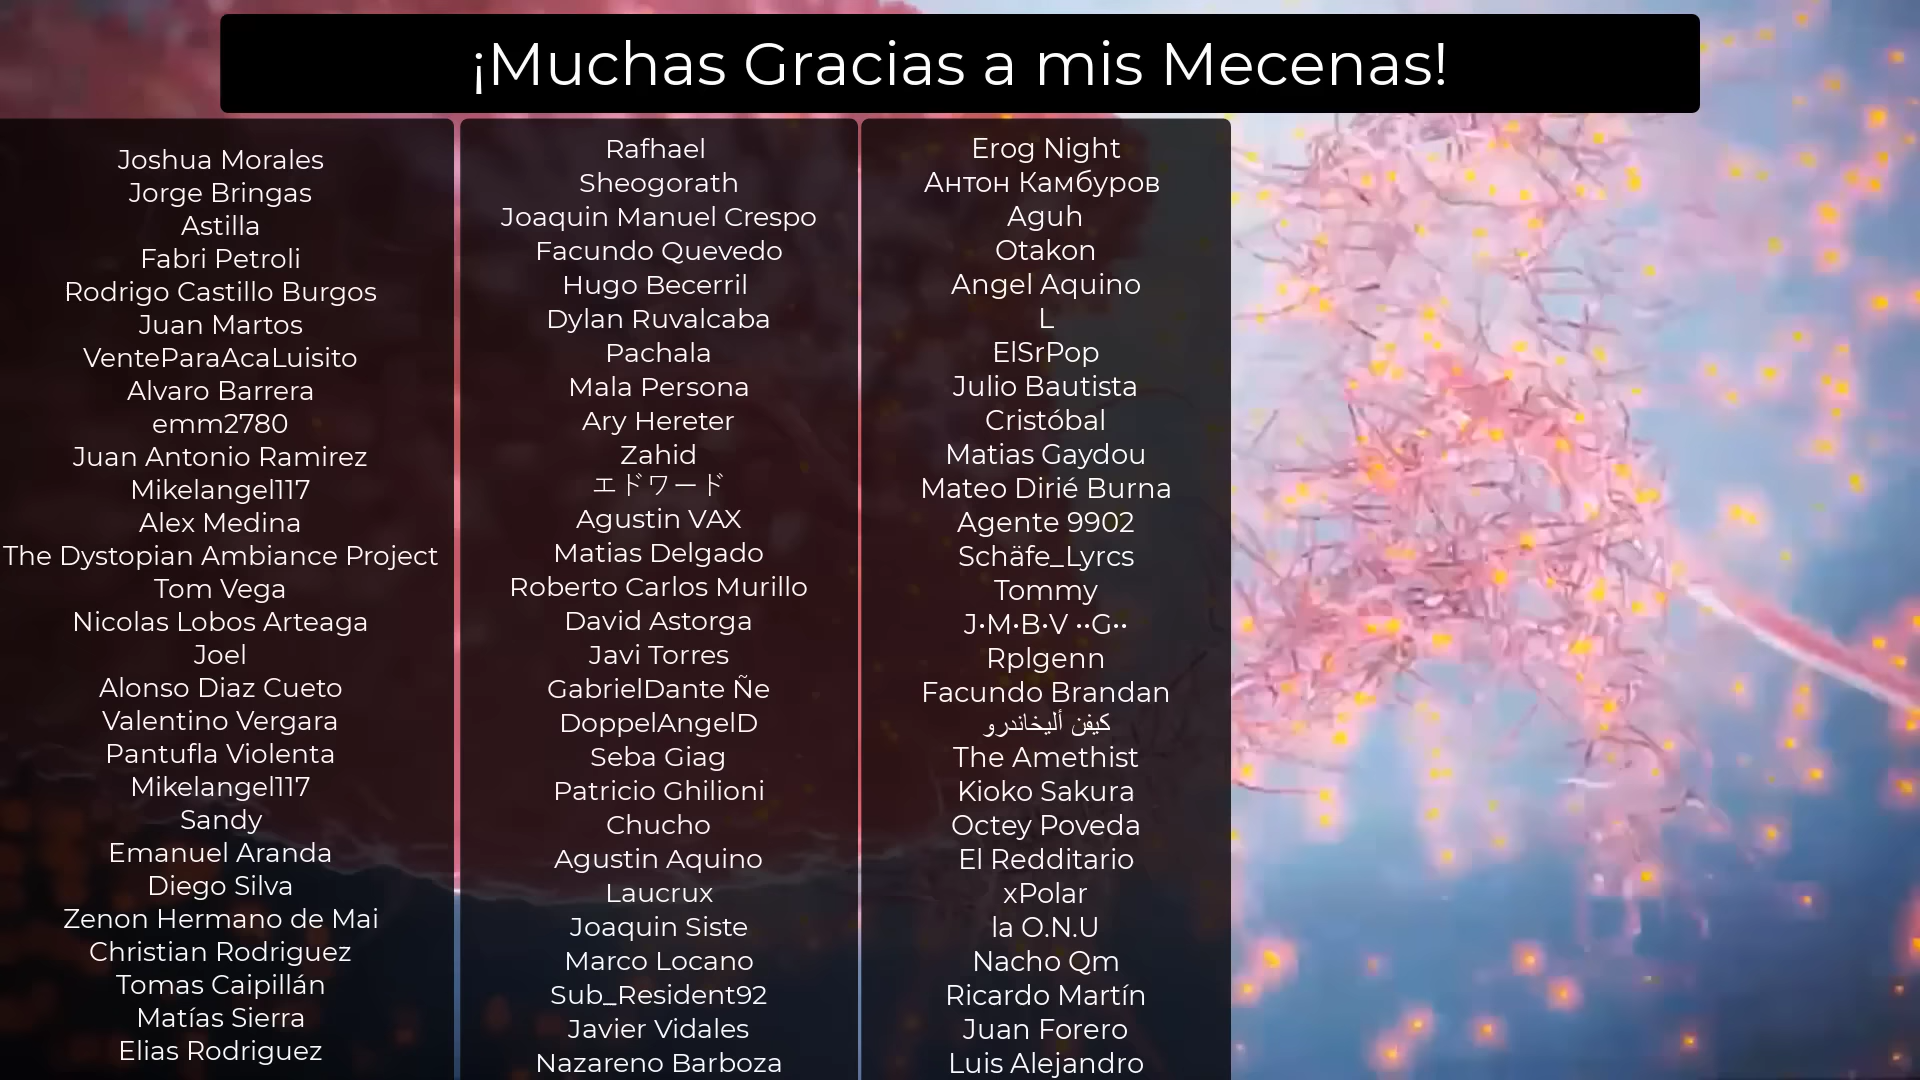 ¡Muchas Gracias a mis Mecenas!
Joshua Morales
Jorge Bringas
Astilla
Fabri Petroli
Rodrigo Castillo Burgos
Juan Martos
VenteParaAcaLuisito
Alvaro Barrera
emm2780
Juan Antonio Ramirez
Mikelangel117
Alex Medina
The Dystopian Ambiance Project
Tom Vega
Nicolas Lobos Arteaga
Joel
Alonso Diaz Cueto
Valentino Vergara
Pantufla Violenta
Mikelangel117
Sandy
Emanuel Aranda
Diego Silva
Zenon Hermano de Mai
Christian Rodriguez
Tomas Caipillán
Matías Sierra
Elias Rodriguez
Rafhael
Sheogorath
Joaquin Manuel Crespo
Facundo Quevedo
Hugo Becerril
Dylan Ruvalcaba
Pachala
Mala Persona
Ary Hereter
Zahid
エドワード
Agustin VAX
Matias Delgado
Roberto Carlos Murillo
David Astorga
Javi Torres
GabrielDante Ñe
DoppelAngelD
Seba Giag
Patricio Ghilioni
Chucho
Agustin Aquino
Laucrux
Joaquin Siste
Marco Locano
Sub_Resident92
Javier Vidales
Nazareno Barboza
Erog Night
Антон Камбуров
Aguh
Otakon
Angel Aquino
L
ElSrPop
Julio Bautista
Cristóbal
Matias Gaydou
Mateo Dirié Burna
Agente 9902
Schäfe_Lyrcs
Tommy
J•M•B•V ••G••
Rplgenn
Facundo Brandan
كيفن أليخاندرو
The Amethist
Kioko Sakura
Octey Poveda
El Redditario
xPolar
la O.N.U
Nacho Qm
Ricardo Martín
Juan Forero
Luis Alejandro